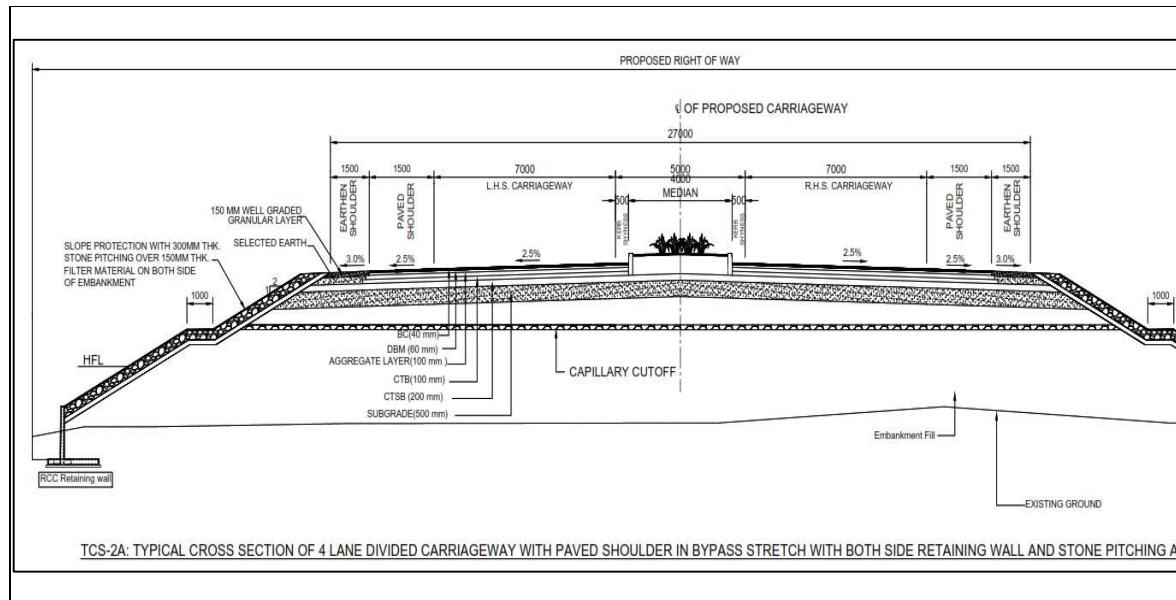 PROPOSED RIGHT OF WAY
℄ OF PROPOSED CARRIAGEWAY
27000
1500
1500
7000
5000
7000
1500
1500
4000
L.H.S. CARRIAGEWAY
MEDIAN
R.H.S. CARRIAGEWAY
EARTHEN
SHOULDER
PAVED
SHOULDER
500
KERB
SHYNESS
500
KERB
SHYNESS
PAVED
SHOULDER
EARTHEN
SHOULDER
150 MM WELL GRADED
GRANULAR LAYER
SELECTED EARTH
SLOPE PROTECTION WITH 300MM THK.
STONE PITCHING OVER 150MM THK.
FILTER MATERIAL ON BOTH SIDE
OF EMBANKMENT
3.0%
2.5%
2.5%
2.5%
2.5%
3.0%
2
1
1000
1000
HFL
BC(40 mm)
DBM (60 mm)
AGGREGATE LAYER(100 mm )
CTB(100 mm)
CTSB (200 mm)
SUBGRADE(500 mm)
CAPILLARY CUTOFF
Embankment Fill
RCC Retaining wall
EXISTING GROUND
TCS-2A: TYPICAL CROSS SECTION OF 4 LANE DIVIDED CARRIAGEWAY WITH PAVED SHOULDER IN BYPASS STRETCH WITH BOTH SIDE RETAINING WALL AND STONE PITCHING A